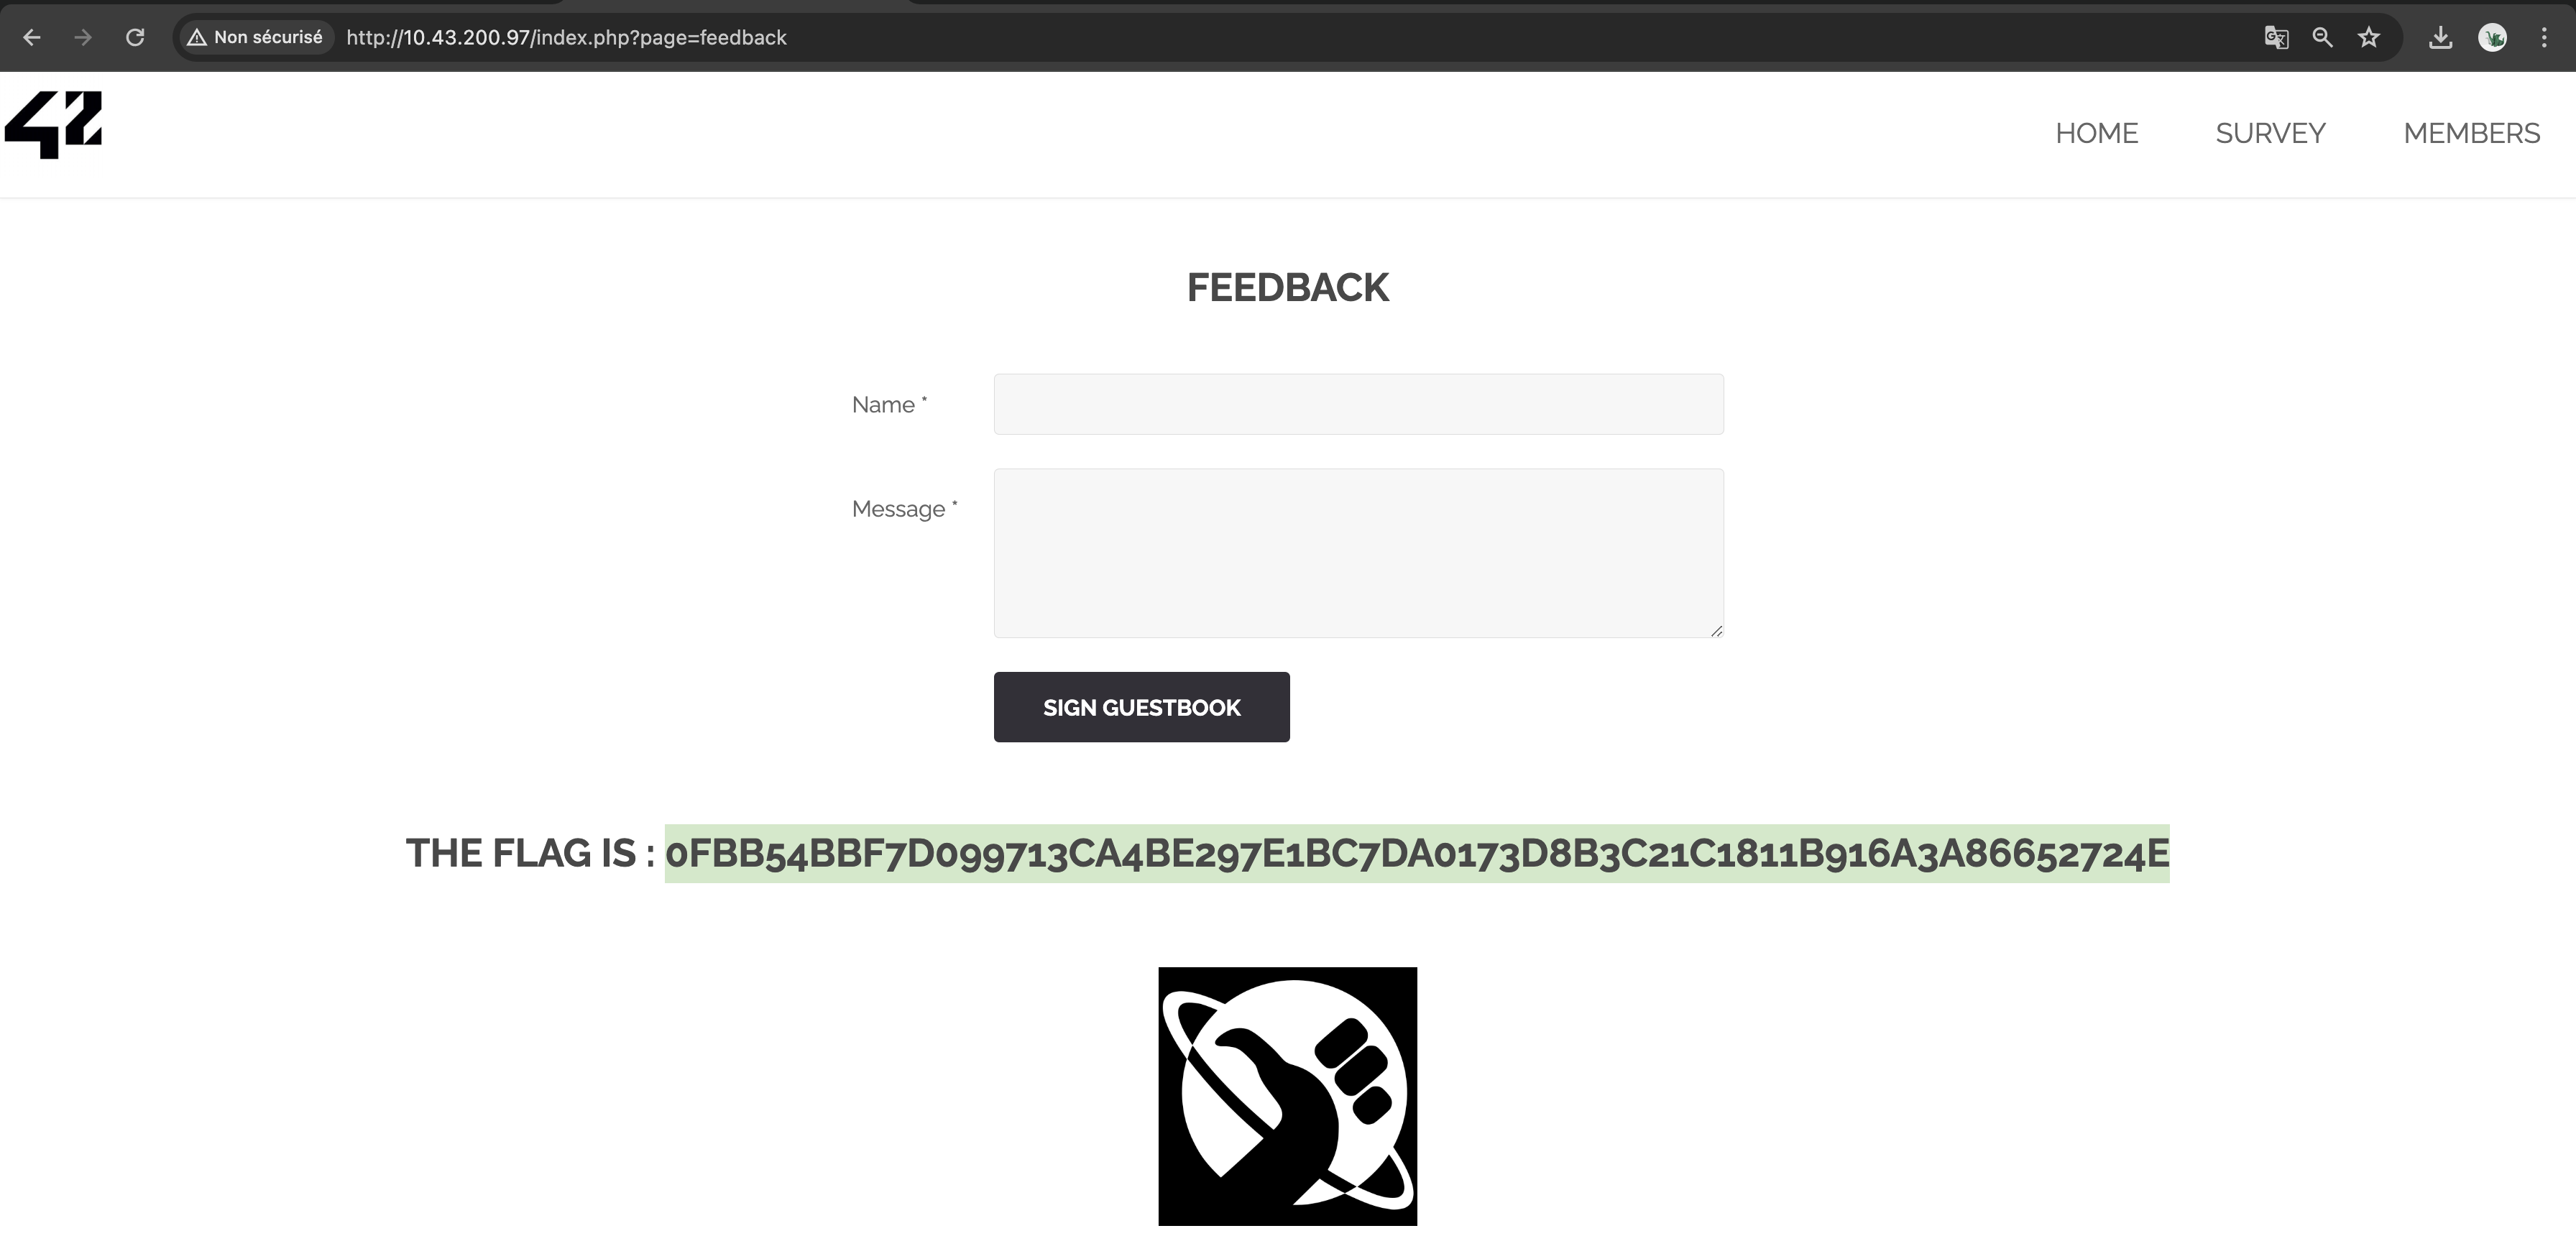 Non sécurisé http://10.43.200.97/index.php?page=feedback
42
HOME SURVEY MEMBERS
FEEDBACK
Name *
Message *
SIGN GUESTBOOK
THE FLAG IS : 0FBB54BBF7D099713CA4BE297E1BC7DA0173D8B3C21C1811B916A3A86652724E